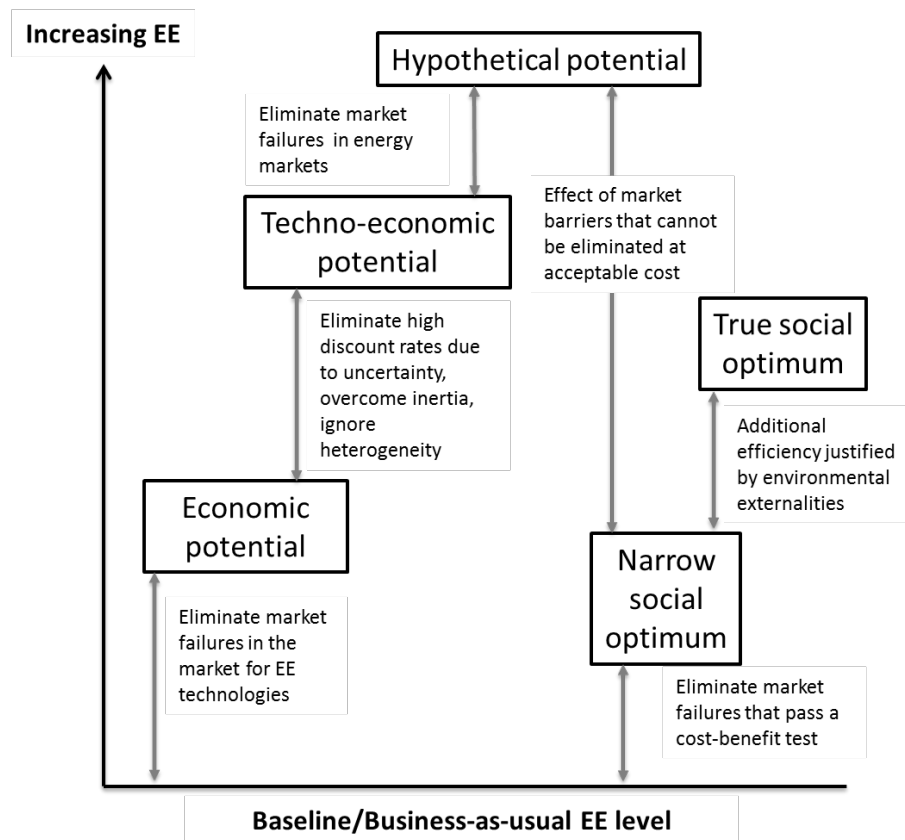 Increasing EE
Hypothetical potential
Eliminate market
failures in energy
markets
Techno-economic
potential
Effect of market
barriers that cannot
be eliminated at
acceptable cost
Eliminate high
discount rates due
to uncertainty,
overcome inertia,
ignore
heterogeneity
True social
optimum
Additional
efficiency justified
by environmental
externalities
Economic
potential
Narrow
social
optimum
Eliminate market
failures in the
market for EE
technologies
Eliminate market
failures that pass a
cost-benefit test
Baseline/Business-as-usual EE level